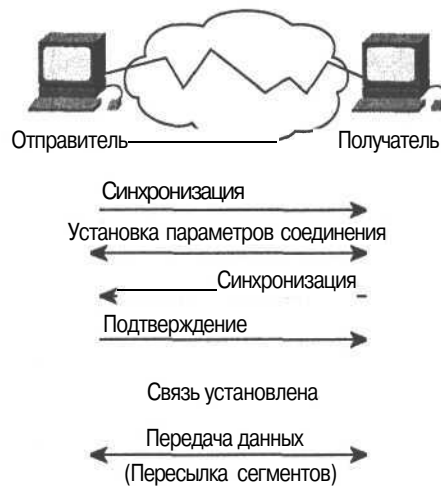 Отправитель
Получатель
Синхронизация
Установка параметров соединения
Синхронизация
Подтверждение
Связь установлена
Передача данных
(Пересылка сегментов)